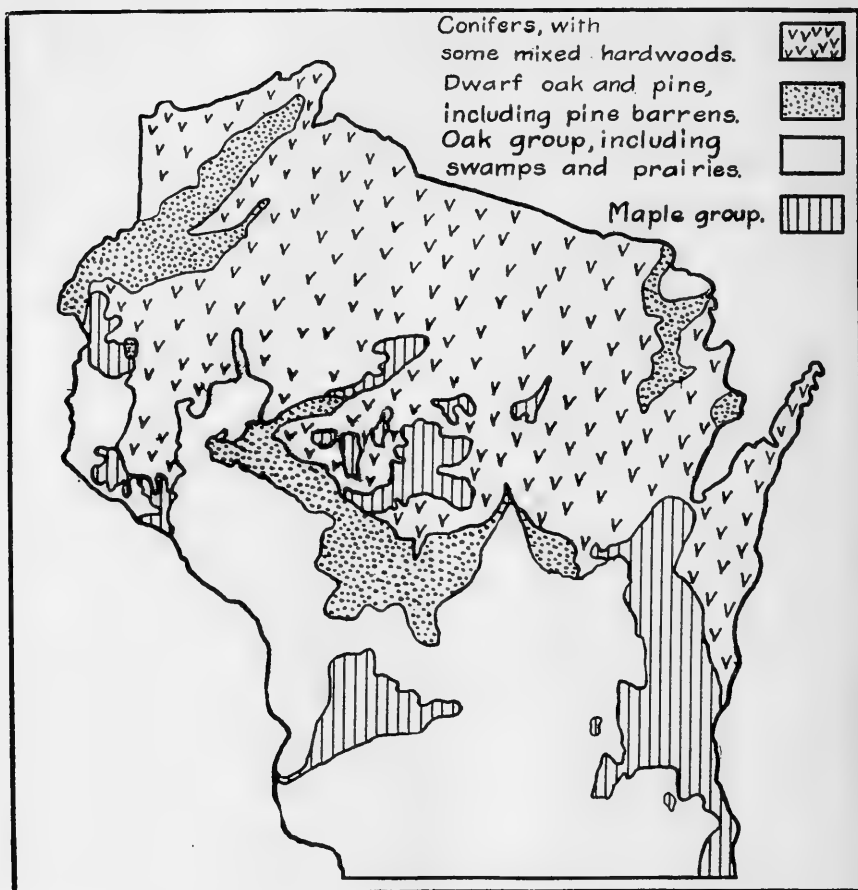 Conifers, with
some mixed hardwoods.
Dwarf oak and pine,
including pine barrens.
Oak group, including
swamps and prairies.
Maple group.